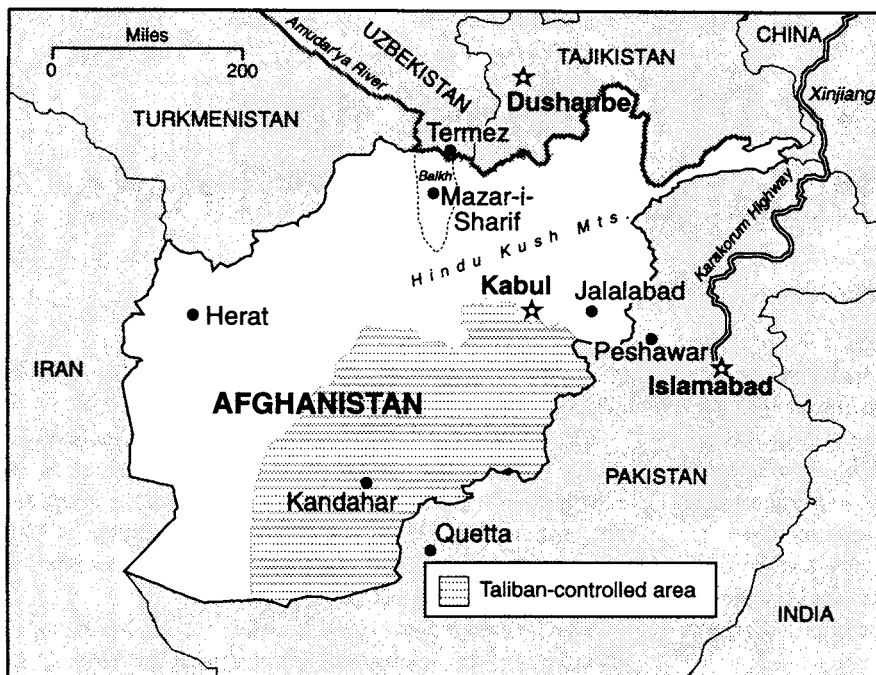 Miles
0
200
Amudar'ya River
UZBEKISTAN
TAJIKISTAN
CHINA
Dushanbe
Xinjiang
TURKMENISTAN
Termez
Balkh
Mazar-i-
Sharif
Hindu Kush Mts.
Karakorum Highway
Kabul
Jalalabad
Herat
Peshawar
IRAN
Islamabad
AFGHANISTAN
PAKISTAN
Kandahar
Quetta
Taliban-controlled area
INDIA